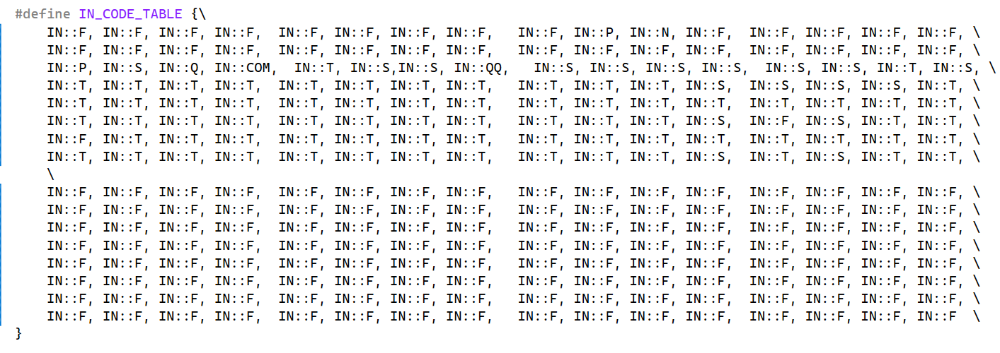 #define IN_CODE_TABLE {\
IN::F, IN::F, IN::F, IN::F, IN::F, IN::F, IN::F, IN::F, IN::F, IN::P, IN::N, IN::F, IN::F, IN::F, IN::F, IN::F, \
IN::F, IN::F, IN::F, IN::F, IN::F, IN::F, IN::F, IN::F, IN::F, IN::F, IN::F, IN::F, IN::F, IN::F, IN::F, IN::F, \
IN::P, IN::S, IN::Q, IN::COM, IN::T, IN::S,IN::S, IN::QQ, IN::S, IN::S, IN::S, IN::S, IN::S, IN::S, IN::T, IN::S, \
IN::T, IN::T, IN::T, IN::T, IN::T, IN::T, IN::T, IN::T, IN::T, IN::T, IN::T, IN::S, IN::S, IN::S, IN::S, IN::T, \
IN::T, IN::T, IN::T, IN::T, IN::T, IN::T, IN::T, IN::T, IN::T, IN::T, IN::T, IN::T, IN::T, IN::T, IN::T, IN::T, \
IN::T, IN::T, IN::T, IN::T, IN::T, IN::T, IN::T, IN::T, IN::T, IN::T, IN::T, IN::S, IN::F, IN::S, IN::T, IN::T, \
IN::F, IN::T, IN::T, IN::T, IN::T, IN::T, IN::T, IN::T, IN::T, IN::T, IN::T, IN::T, IN::T, IN::T, IN::T, IN::T, \
IN::T, IN::T, IN::T, IN::T, IN::T, IN::T, IN::T, IN::T, IN::T, IN::T, IN::T, IN::S, IN::T, IN::S, IN::T, IN::T, \
\
IN::F, IN::F, IN::F, IN::F, IN::F, IN::F, IN::F, IN::F, IN::F, IN::F, IN::F, IN::F, IN::F, IN::F, IN::F, IN::F, \
IN::F, IN::F, IN::F, IN::F, IN::F, IN::F, IN::F, IN::F, IN::F, IN::F, IN::F, IN::F, IN::F, IN::F, IN::F, IN::F, \
IN::F, IN::F, IN::F, IN::F, IN::F, IN::F, IN::F, IN::F, IN::F, IN::F, IN::F, IN::F, IN::F, IN::F, IN::F, IN::F, \
IN::F, IN::F, IN::F, IN::F, IN::F, IN::F, IN::F, IN::F, IN::F, IN::F, IN::F, IN::F, IN::F, IN::F, IN::F, IN::F, \
IN::F, IN::F, IN::F, IN::F, IN::F, IN::F, IN::F, IN::F, IN::F, IN::F, IN::F, IN::F, IN::F, IN::F, IN::F, IN::F, \
IN::F, IN::F, IN::F, IN::F, IN::F, IN::F, IN::F, IN::F, IN::F, IN::F, IN::F, IN::F, IN::F, IN::F, IN::F, IN::F, \
IN::F, IN::F, IN::F, IN::F, IN::F, IN::F, IN::F, IN::F, IN::F, IN::F, IN::F, IN::F, IN::F, IN::F, IN::F, IN::F, \
IN::F, IN::F, IN::F, IN::F, IN::F, IN::F, IN::F, IN::F, IN::F, IN::F, IN::F, IN::F, IN::F, IN::F, IN::F, IN::F \
}